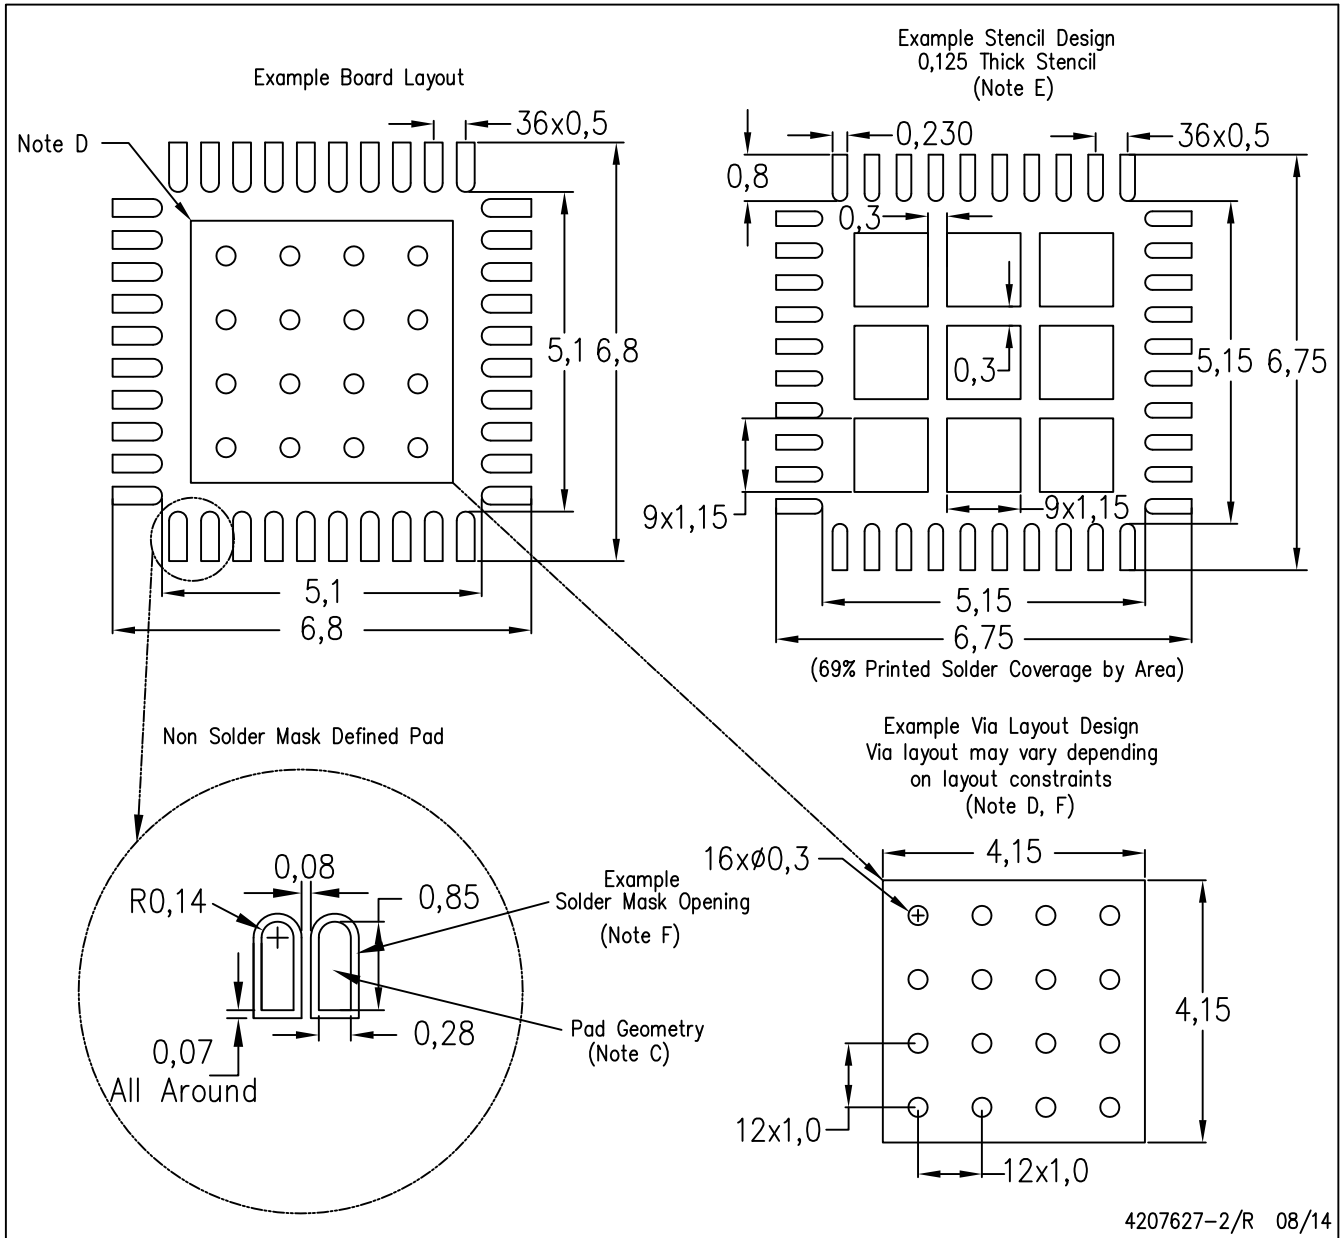 Example Board Layout
Note D
36x0,5
5,1
6,8
5,1
6,8
Example Stencil Design
0,125 Thick Stencil
(Note E)
0,230
36x0,5
0,8
0,3
0,3
5,15
6,75
9x1,15
9x1,15
5,15
6,75
(69% Printed Solder Coverage by Area)
Non Solder Mask Defined Pad
0,08
R0,14
0,85
Example
Solder Mask Opening
(Note F)
Pad Geometry
(Note C)
0,28
0,07
All Around
Example Via Layout Design
Via layout may vary depending
on layout constraints
(Note D, F)
4,15
16xø0,3
4,15
12x1,0
12x1,0
4207627-2/R 08/14